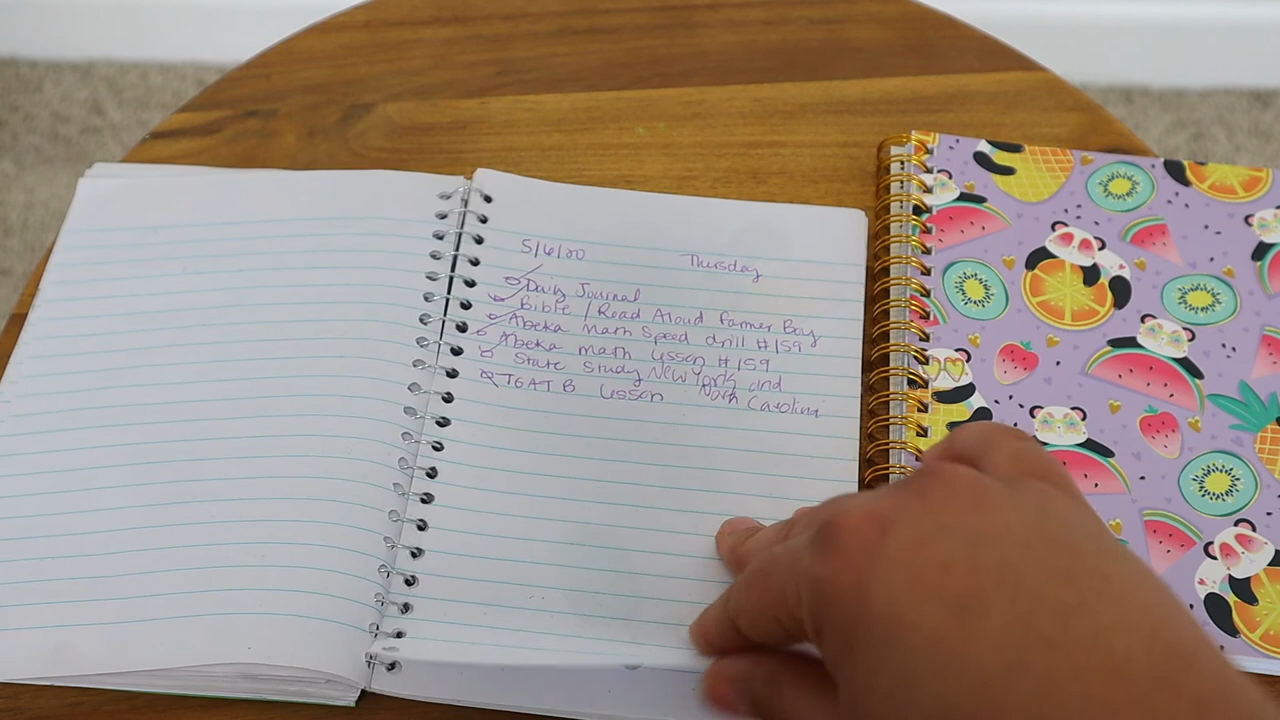 5/6/20 Thursday
Daily Journal
Bible / Read Aloud Farmer Boy
Abeka Math Speed drill #159
Abeka Math Lesson #159
State Study New York and
North Carolina
TGATB Lesson